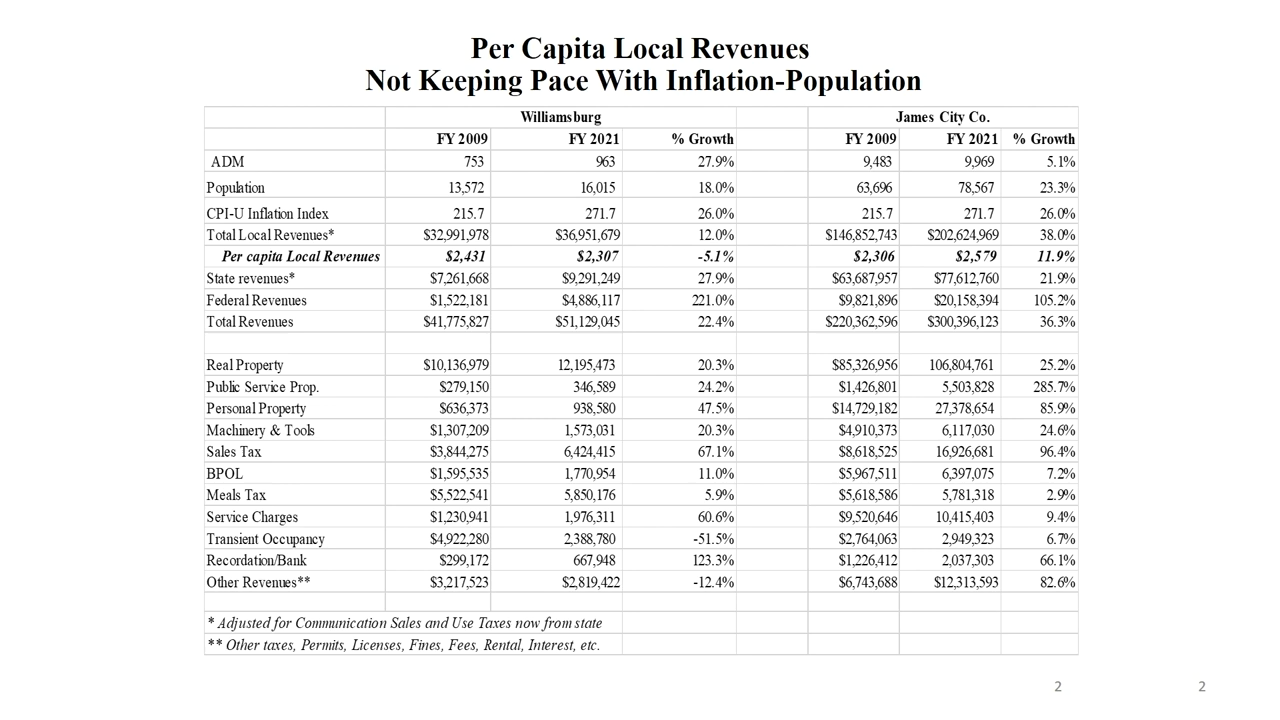 Per Capita Local Revenues
Not Keeping Pace With Inflation-Population
Williamsburg James City Co.
FY 2009 FY 2021 % Growth FY 2009 FY 2021 % Growth
ADM 753 963 27.9% 9,483 9,969 5.1%
Population 13,572 16,015 18.0% 63,696 78,567 23.3%
CPI-U Inflation Index 215.7 271.7 26.0% 215.7 271.7 26.0%
Total Local Revenues* $32,991,978 $36,951,679 12.0% $146,852,743 $202,624,969 38.0%
Per capita Local Revenues $2,431 $2,307 -5.1% $2,306 $2,579 11.9%
State revenues* $7,261,668 $9,291,249 27.9% $63,687,957 $77,612,760 21.9%
Federal Revenues $1,522,181 $4,886,117 221.0% $9,821,896 $20,158,394 105.2%
Total Revenues $41,775,827 $51,129,045 22.4% $220,362,596 $300,396,123 36.3%
Real Property $10,136,979 12,195,473 20.3% $85,326,956 106,804,761 25.2%
Public Service Prop. $279,150 346,589 24.2% $1,426,801 5,503,828 285.7%
Personal Property $636,373 938,580 47.5% $14,729,182 27,378,654 85.9%
Machinery & Tools $1,307,209 1,573,031 20.3% $4,910,373 6,117,030 24.6%
Sales Tax $3,844,275 6,424,415 67.1% $8,618,525 16,926,681 96.4%
BPOL $1,595,535 1,770,954 11.0% $5,967,511 6,397,075 7.2%
Meals Tax $5,522,541 5,850,176 5.9% $5,618,586 5,781,318 2.9%
Service Charges $1,230,941 1,976,311 60.6% $9,520,646 10,415,403 9.4%
Transient Occupancy $4,922,280 2,388,780 -51.5% $2,764,063 2,949,323 6.7%
Recordation/Bank $299,172 667,948 123.3% $1,226,412 2,037,303 66.1%
Other Revenues** $3,217,523 $2,819,422 -12.4% $6,743,688 $12,313,593 82.6%
* Adjusted for Communication Sales and Use Taxes now from state
** Other taxes, Permits, Licenses, Fines, Fees, Rental, Interest, etc.
2 2